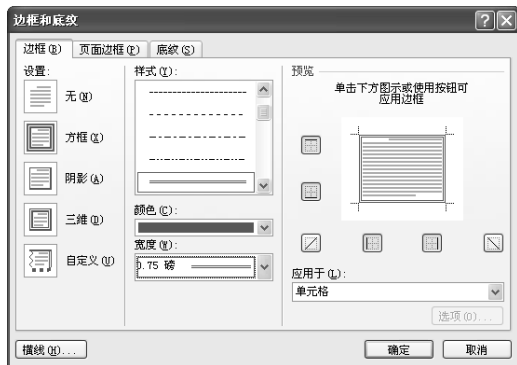 边框和底纹
边框(B) 页面边框(P) 底纹(S)
设置:
无(N)
方框(X)
阴影(A)
三维(D)
自定义(U)
样式(Y):
颜色(C):
宽度(W):
0.75 磅
预览
单击下方图示或使用按钮可
应用边框
应用于(L):
单元格
选项(O)...
横线(H)...
确定
取消